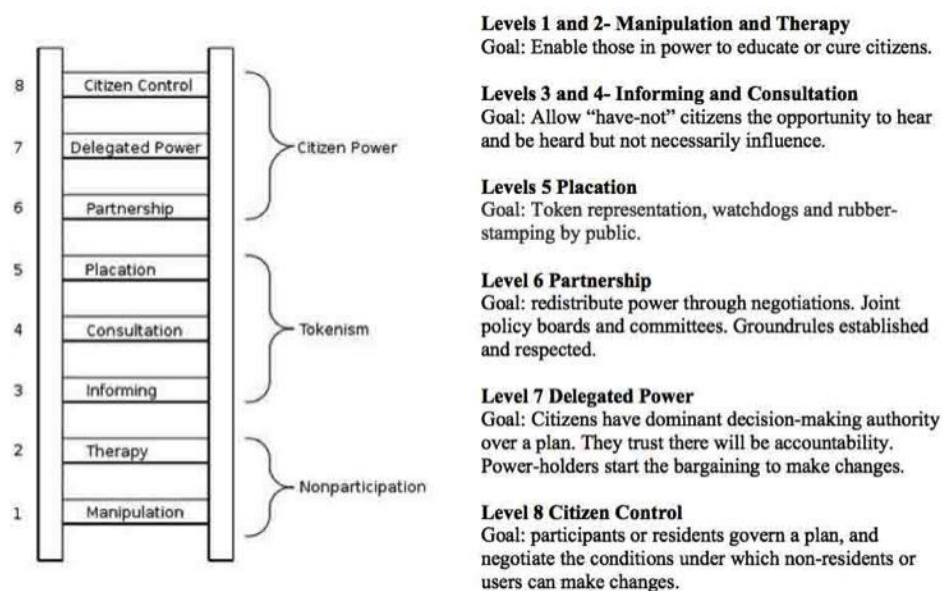 8
Citizen Control
7
Delegated Power
Citizen Power
6
Partnership
5
Placation
4
Consultation
Tokenism
3
Informing
2
Therapy
Nonparticipation
1
Manipulation
Levels 1 and 2- Manipulation and Therapy
Goal: Enable those in power to educate or cure citizens.
Levels 3 and 4- Informing and Consultation
Goal: Allow “have-not” citizens the opportunity to hear
and be heard but not necessarily influence.
Levels 5 Placation
Goal: Token representation, watchdogs and rubber-
stamping by public.
Level 6 Partnership
Goal: redistribute power through negotiations. Joint
policy boards and committees. Groundrules established
and respected.
Level 7 Delegated Power
Goal: Citizens have dominant decision-making authority
over a plan. They trust there will be accountability.
Power-holders start the bargaining to make changes.
Level 8 Citizen Control
Goal: participants or residents govern a plan, and
negotiate the conditions under which non-residents or
users can make changes.